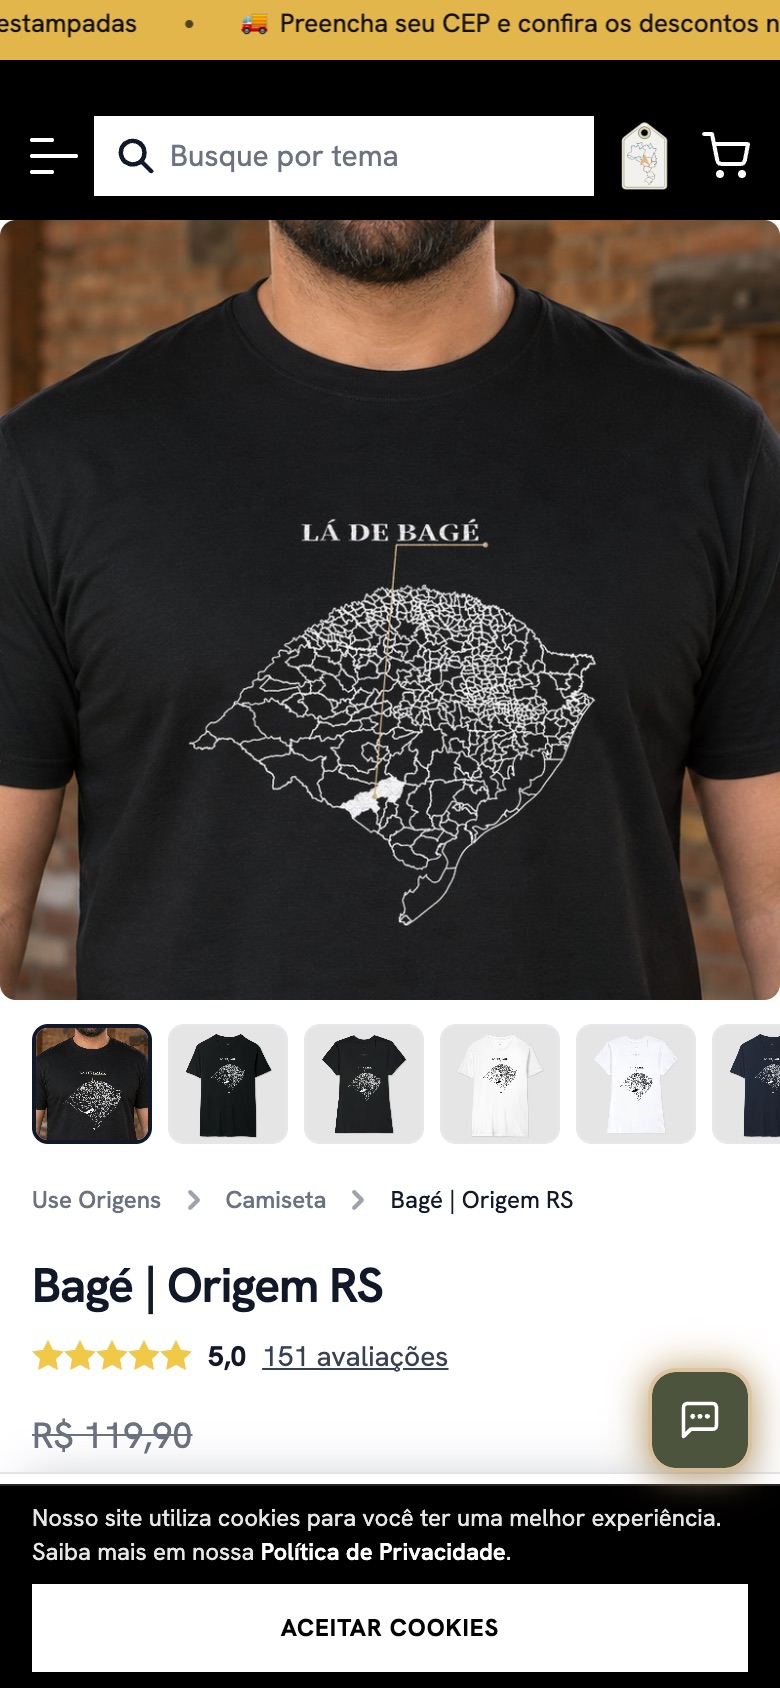 estampadas • 🚚 Preencha seu CEP e confira os descontos n
Busque por tema
LÁ DE BAGÉ
Use Origens > Camiseta > Bagé | Origem RS
Bagé | Origem RS
5,0 151 avaliações
R$ 119,90
Nosso site utiliza cookies para você ter uma melhor experiência.
Saiba mais em nossa Política de Privacidade.
ACEITAR COOKIES